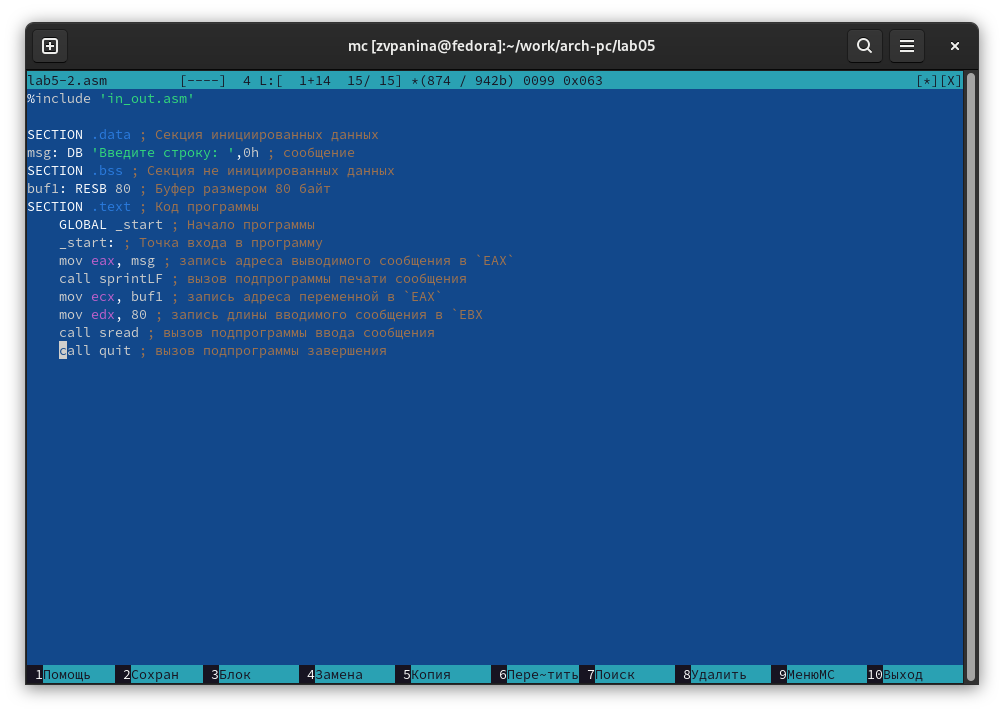 mc [zvpanina@fedora]:~/work/arch-pc/lab05
lab5-2.asm [----] 4 L:[ 1+14 15/ 15] *(874 / 942b) 0099 0x063 [*][X]
%include 'in_out.asm'
SECTION .data ; Секция инициированных данных
msg: DB 'Введите строку: ',0h ; сообщение
SECTION .bss ; Секция не инициированных данных
buf1: RESB 80 ; Буфер размером 80 байт
SECTION .text ; Код программы
GLOBAL _start ; Начало программы
_start: ; Точка входа в программу
mov eax, msg ; запись адреса выводимого сообщения в `EAX`
call sprintLF ; вызов подпрограммы печати сообщения
mov ecx, buf1 ; запись адреса переменной в `EAX`
mov edx, 80 ; запись длины вводимого сообщения в `EBX
call sread ; вызов подпрограммы ввода сообщения
call quit ; вызов подпрограммы завершения
1Помощь 2Сохран 3Блок 4Замена 5Копия 6Пере~тить 7Поиск 8Удалить 9МенюMC 10Выход